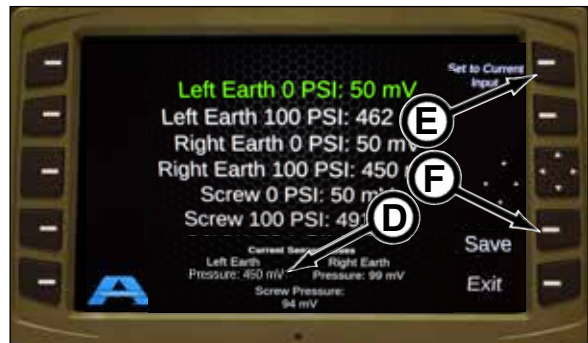 Set to Current
Input
Left Earth 0 PSI: 50 mV
Left Earth 100 PSI: 462
E
Right Earth 0 PSI: 50 mV
Right Earth 100 PSI: 450
F
Screw 0 PSI: 50
Screw 100 PSI: 491
D
Save
Current
Left Earth
Right Earth
Pressure: 450 mV
Pressure: 99 mV
Exit
Screw Pressure:
94 mV